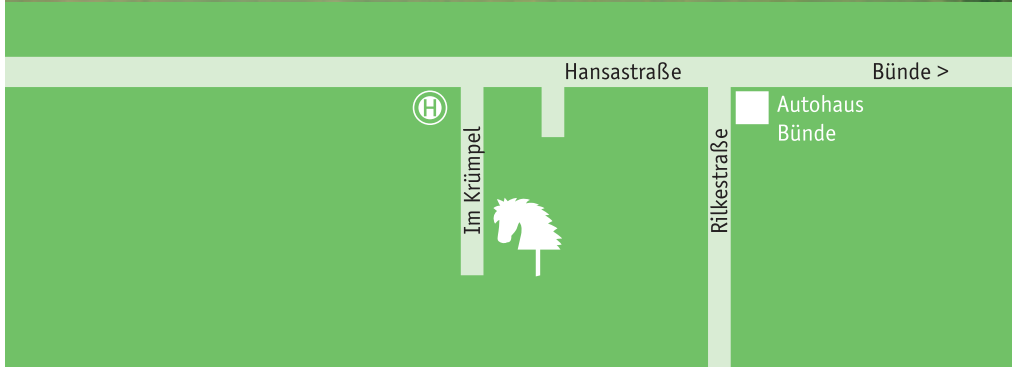 Hansastraße
Bünde >
H
Autohaus
Bünde
Im Krümpel
Rilkestraße